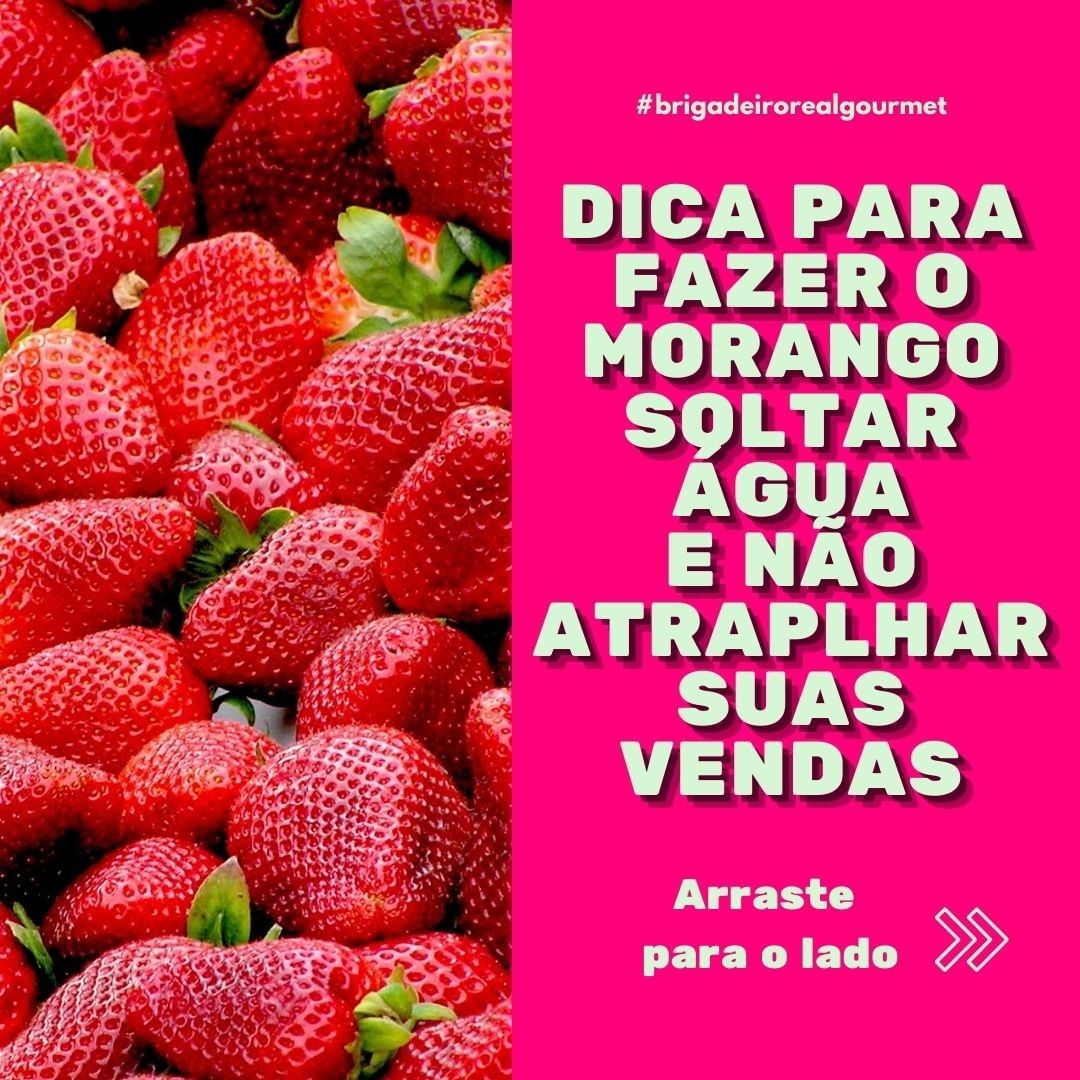 #brigadeirorealgourmet
DICA PARA
FAZER O
MORANGO
SOLTAR
ÁGUA
E NÃO
ATRAPLHAR
SUAS
VENDAS
Arraste
para o lado